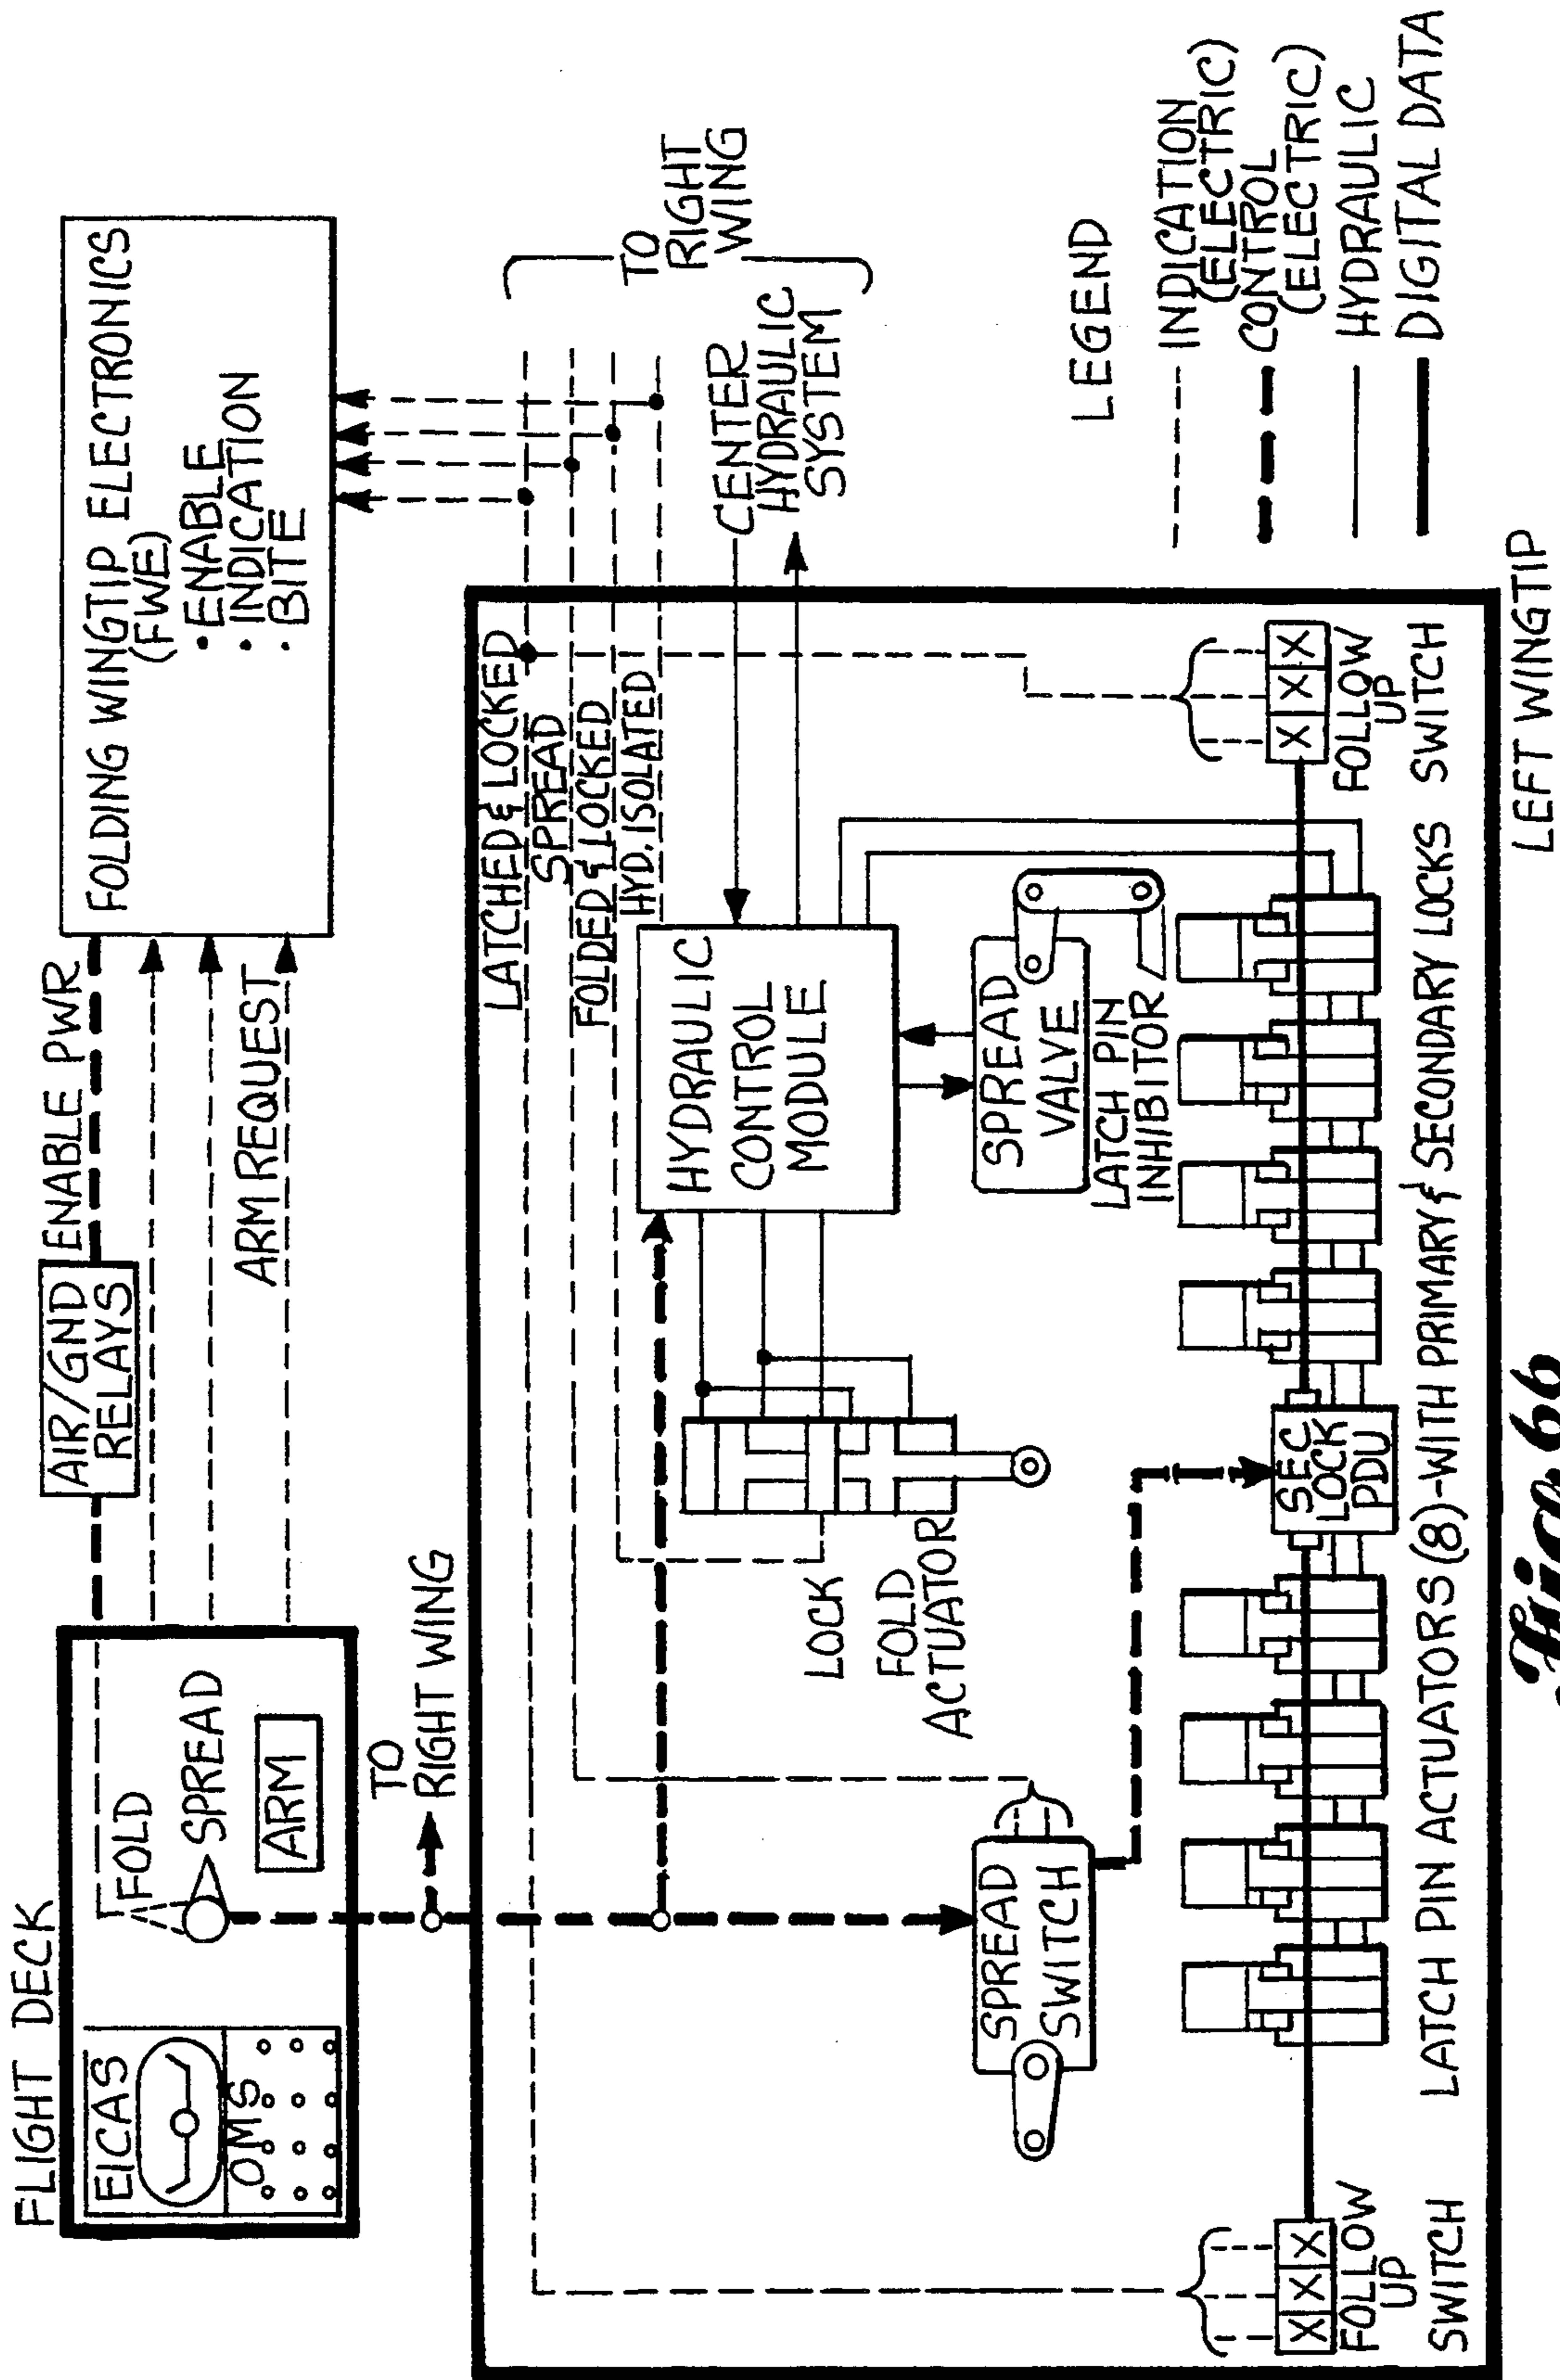 FLIGHT DECK
EICAS
OMS
FOLD
SPREAD
ARM
AIR/GND
RELAYS
ENABLE PWR
ARM REQUEST
FOLDING WINGTIP ELECTRONICS
(FWE)
• ENABLE
• INDICATION
• BITE
TO
RIGHT WING
TO
RIGHT
WING
LATCHED & LOCKED
SPREAD
FOLDED & LOCKED
HYD. ISOLATED
CENTER
HYDRAULIC
SYSTEM
HYDRAULIC
CONTROL
MODULE
LOCK
FOLD
ACTUATOR
SPREAD
SWITCH
SPREAD
VALVE
LATCH PIN
INHIBITOR
SEC
LOCK
PDU
X X X
FOLLOW
UP
SWITCH
X X X
FOLLOW
UP
SWITCH
LATCH PIN ACTUATORS (8)-WITH PRIMARY & SECONDARY LOCKS
LEFT WINGTIP
LEGEND
INDICATION
(ELECTRIC)
CONTROL
(ELECTRIC)
HYDRAULIC
DIGITAL DATA
Fig. 6b